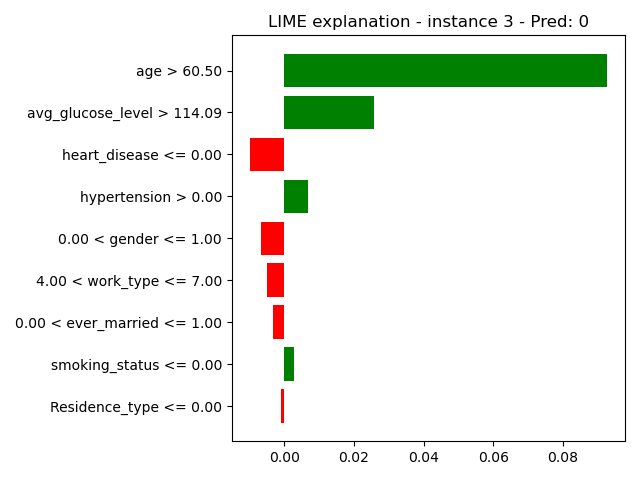 LIME explanation - instance 3 - Pred: 0
age > 60.50
avg_glucose_level > 114.09
heart_disease <= 0.00
hypertension > 0.00
0.00 < gender <= 1.00
4.00 < work_type <= 7.00
0.00 < ever_married <= 1.00
smoking_status <= 0.00
Residence_type <= 0.00
0.00 0.02 0.04 0.06 0.08